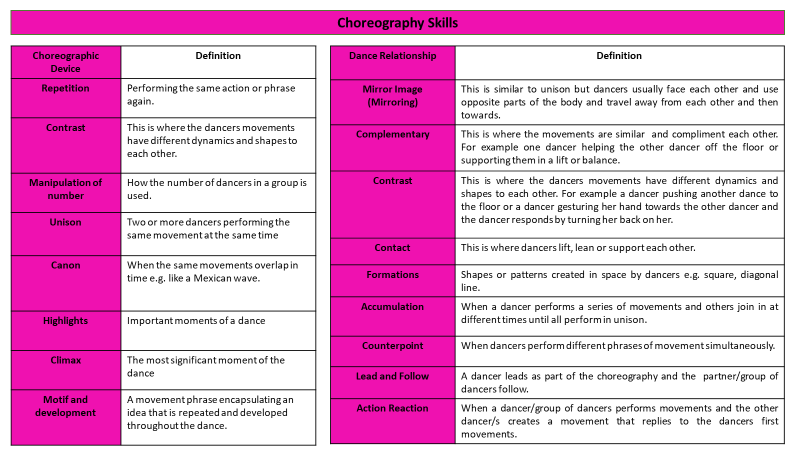 Choreography Skills
Choreographic
Device
Definition
Repetition
Performing the same action or phrase
again.
Contrast
This is where the dancers movements
have different dynamics and shapes to
each other.
Manipulation of
number
How the number of dancers in a group is
used.
Unison
Two or more dancers performing the
same movement at the same time
Canon
When the same movements overlap in
time e.g. like a Mexican wave.
Highlights
Important moments of a dance
Climax
The most significant moment of the
dance
Motif and
development
A movement phrase encapsulating an
idea that is repeated and developed
throughout the dance.
Dance Relationship
Definition
Mirror Image
(Mirroring)
This is similar to unison but dancers usually face each other and use
opposite parts of the body and travel away from each other and then
towards.
Complementary
This is where the movements are similar and compliment each other.
For example one dancer helping the other dancer off the floor or
supporting them in a lift or balance.
Contrast
This is where the dancers movements have different dynamics and
shapes to each other. For example a dancer pushing another dance to
the floor or a dancer gesturing her hand towards the other dancer and
the dancer responds by turning her back on her.
Contact
This is where dancers lift, lean or support each other.
Formations
Shapes or patterns created in space by dancers e.g. square, diagonal
line.
Accumulation
When a dancer performs a series of movements and others join in at
different times until all perform in unison.
Counterpoint
When dancers perform different phrases of movement simultaneously.
Lead and Follow
A dancer leads as part of the choreography and the partner/group of
dancers follow.
Action Reaction
When a dancer/group of dancers performs movements and the other
dancer/s creates a movement that replies to the dancers first
movements.